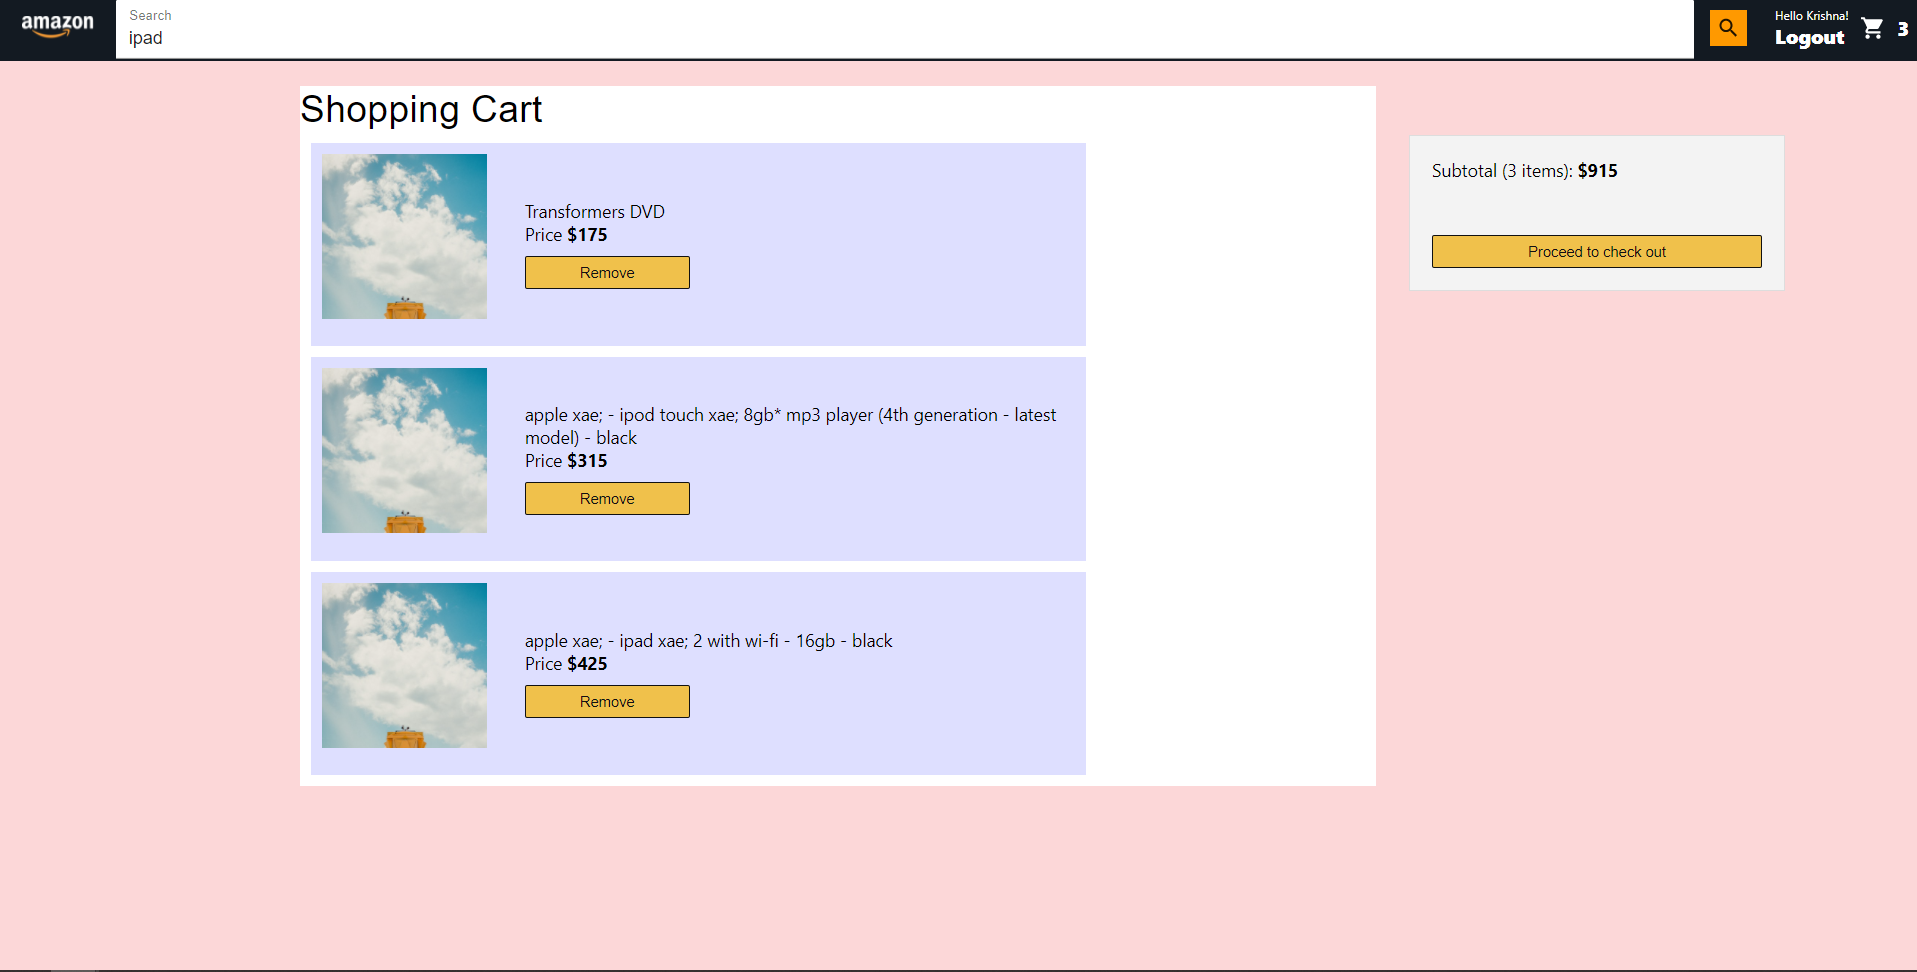 amazon
Search
ipad
Hello Krishna!
Logout
3
Shopping Cart
Transformers DVD
Price $175
Remove
apple xae; - ipod touch xae; 8gb* mp3 player (4th generation - latest
model) - black
Price $315
Remove
apple xae; - ipad xae; 2 with wi-fi - 16gb - black
Price $425
Remove
Subtotal (3 items): $915
Proceed to check out